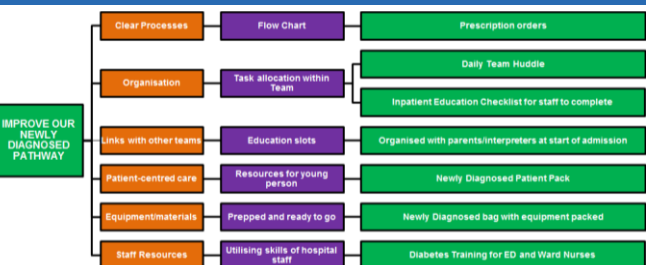 Clear Processes
Flow Chart
Prescription orders
Organisation
Task allocation within
Team
Daily Team Huddle
Inpatient Education Checklist for staff to complete
IMPROVE OUR
NEWLY
DIAGNOSED
PATHWAY
Links with other teams
Education slots
Organised with parents/interpreters at start of admission
Patient-centred care
Resources for young
person
Newly Diagnosed Patient Pack
Equipment/materials
Prepped and ready to go
Newly Diagnosed bag with equipment packed
Staff Resources
Utilising skills of hospital
staff
Diabetes Training for ED and Ward Nurses